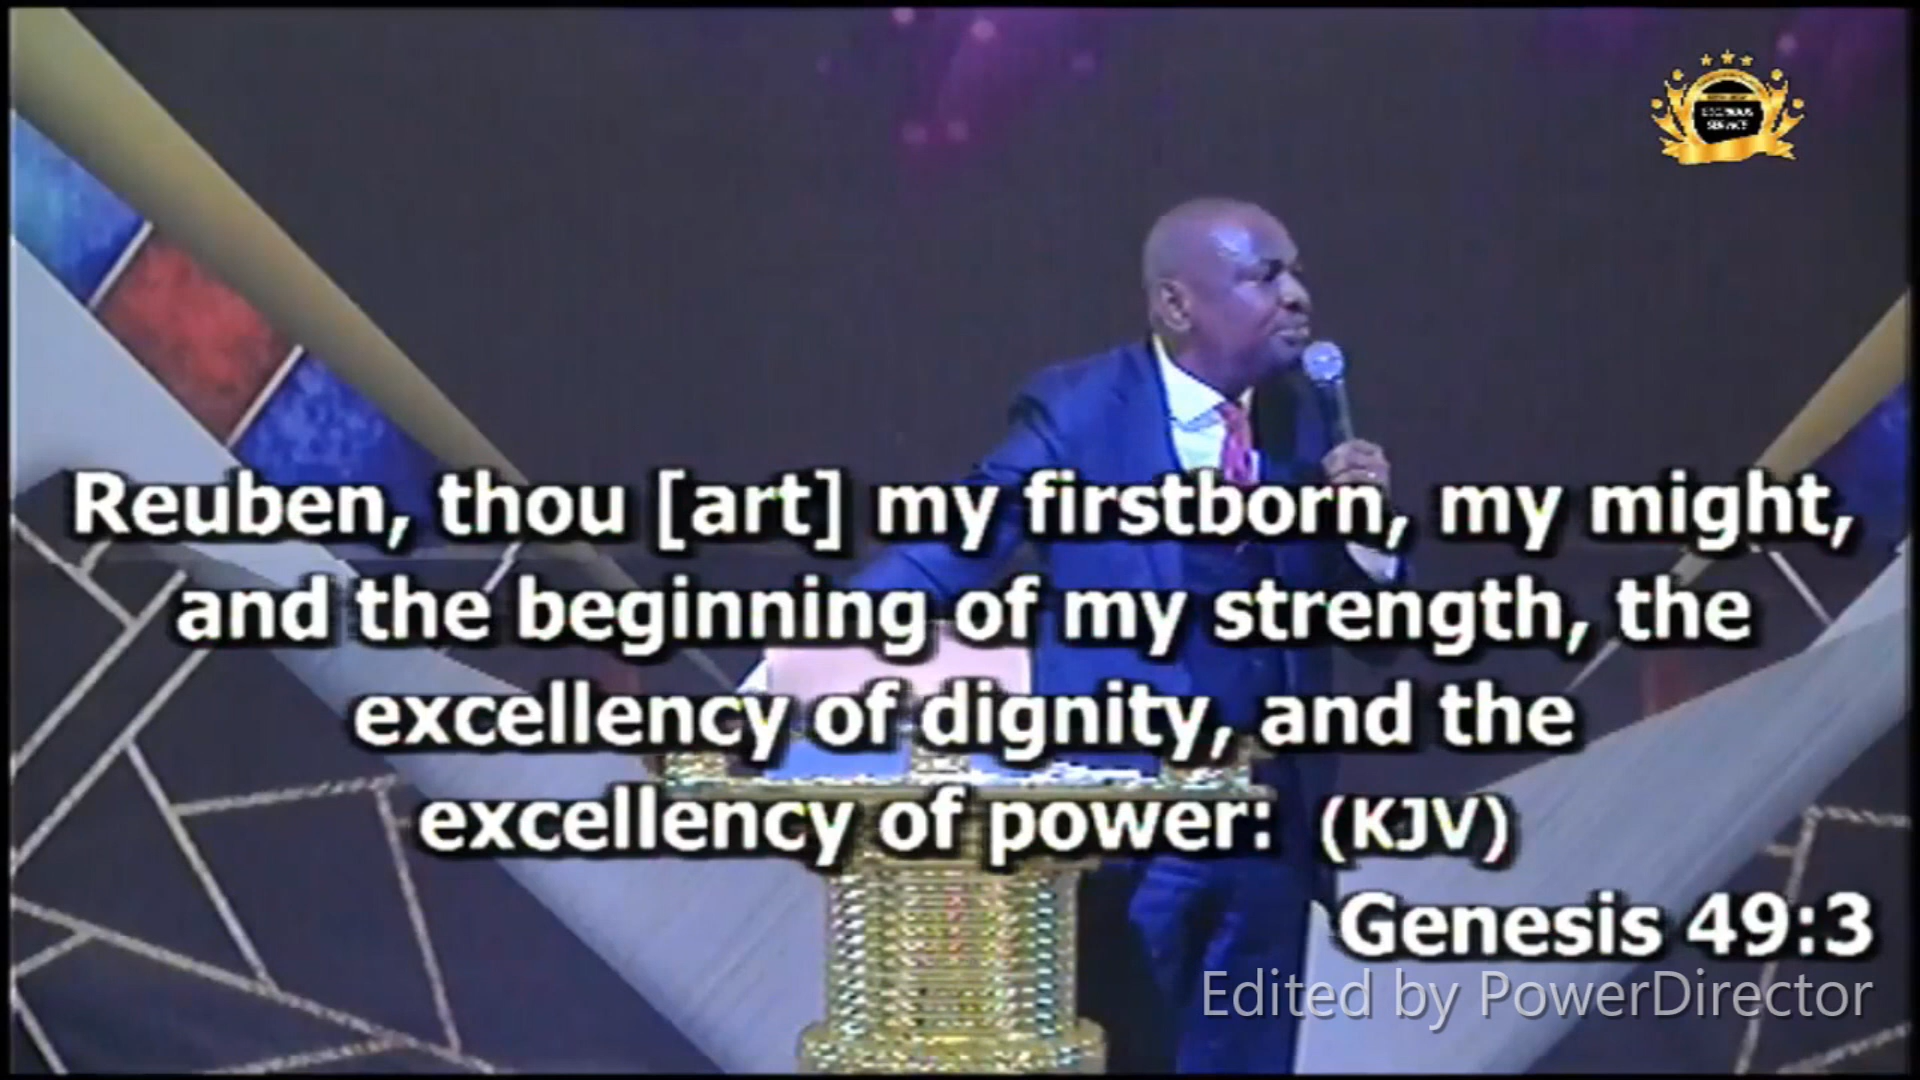 Reuben, thou [art] my firstborn, my might,
and the beginning of my strength, the
excellency of dignity, and the
excellency of power: (KJV)
Genesis 49:3
Edited by PowerDirector